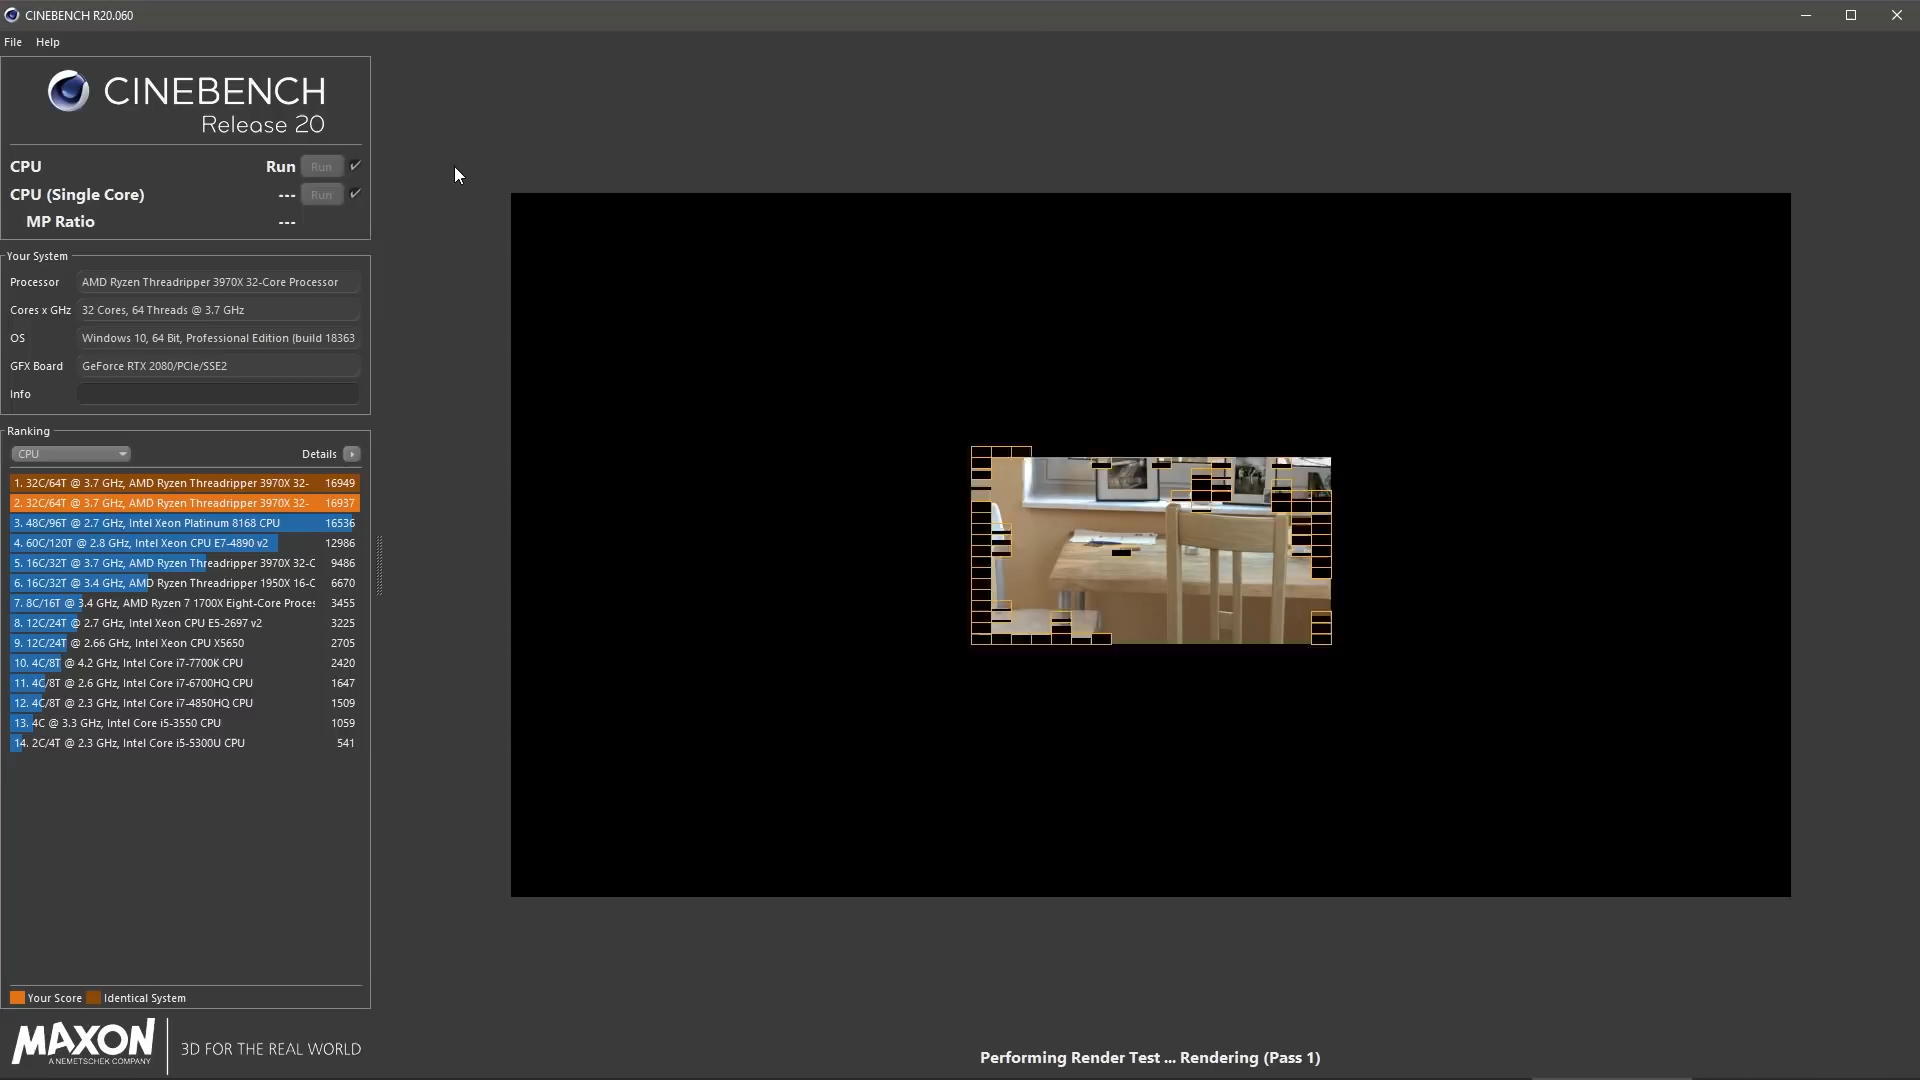 CINEBENCH R20.060
File Help
CINEBENCH
Release 20
CPU Run Run
CPU (Single Core) --- Run
MP Ratio ---
Your System
Processor AMD Ryzen Threadripper 3970X 32-Core Processor
Cores x GHz 32 Cores, 64 Threads @ 3.7 GHz
OS Windows 10, 64 Bit, Professional Edition (build 18363
GFX Board GeForce RTX 2080/PCIe/SSE2
Info
Ranking
CPU Details
1. 32C/64T @ 3.7 GHz, AMD Ryzen Threadripper 3970X 32- 16949
2. 32C/64T @ 3.7 GHz, AMD Ryzen Threadripper 3970X 32- 16937
3. 48C/96T @ 2.7 GHz, Intel Xeon Platinum 8168 CPU 16536
4. 60C/120T @ 2.8 GHz, Intel Xeon CPU E7-4890 v2 12986
5. 16C/32T @ 3.7 GHz, AMD Ryzen Threadripper 3970X 32-C 9486
6. 16C/32T @ 3.4 GHz, AMD Ryzen Threadripper 1950X 16-C 6670
7. 8C/16T @ 3.4 GHz, AMD Ryzen 7 1700X Eight-Core Proces 3455
8. 12C/24T @ 2.7 GHz, Intel Xeon CPU E5-2697 v2 3225
9. 12C/24T @ 2.66 GHz, Intel Xeon CPU X5650 2705
10. 4C/8T @ 4.2 GHz, Intel Core i7-7700K CPU 2420
11. 4C/8T @ 2.6 GHz, Intel Core i7-6700HQ CPU 1647
12. 4C/8T @ 2.3 GHz, Intel Core i7-4850HQ CPU 1509
13. 4C @ 3.3 GHz, Intel Core i5-3550 CPU 1059
14. 2C/4T @ 2.3 GHz, Intel Core i5-5300U CPU 541
Your Score Identical System
MAXON
A NEMETSCHEK COMPANY
3D FOR THE REAL WORLD
Performing Render Test ... Rendering (Pass 1)